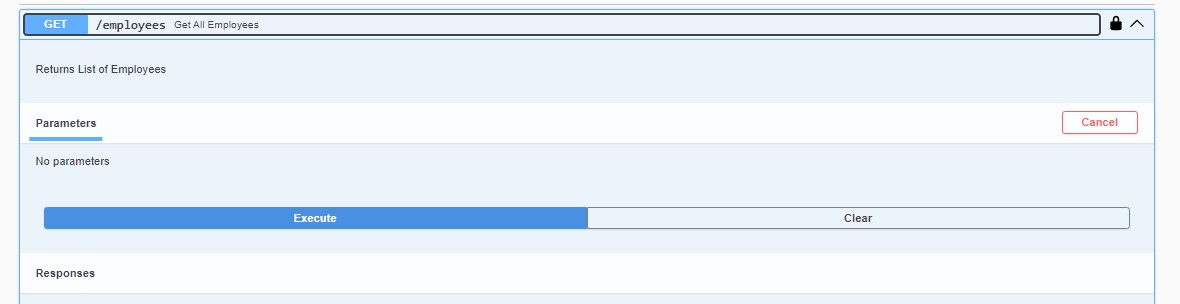 GET /employees Get All Employees
Returns List of Employees
Parameters
Cancel
No parameters
Execute
Clear
Responses